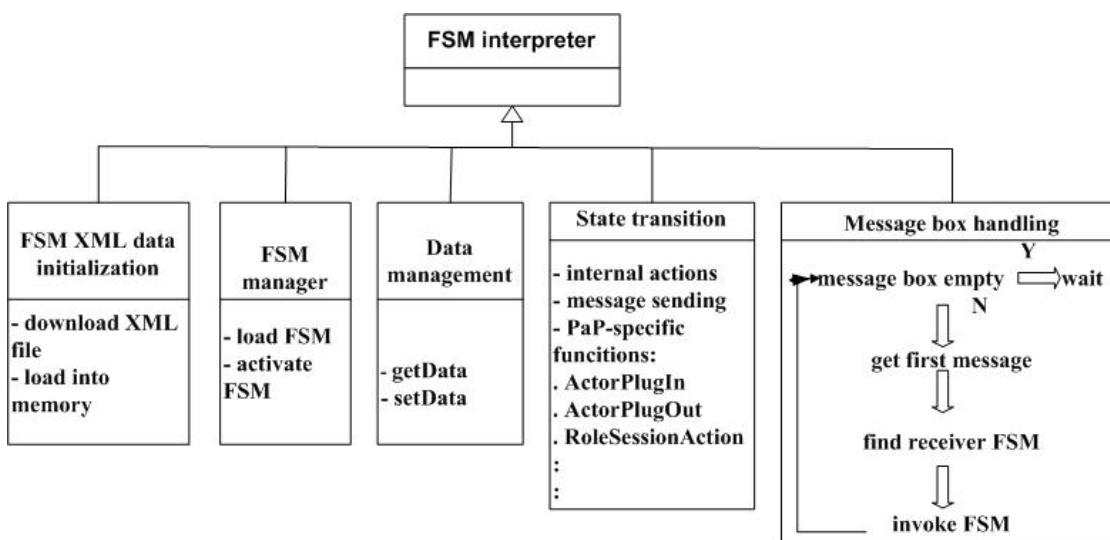 FSM interpreter
FSM XML data
initialization
- download XML
file
- load into
memory
FSM
manager
- load FSM
- activate
FSM
Data
management
- getData
- setData
State transition
- internal actions
- message sending
- PaP-specific
funcitions:
. ActorPlugIn
. ActorPlugOut
. RoleSessionAction
:
:
Message box handling
Y
message box empty wait
N
get first message
find receiver FSM
invoke FSM